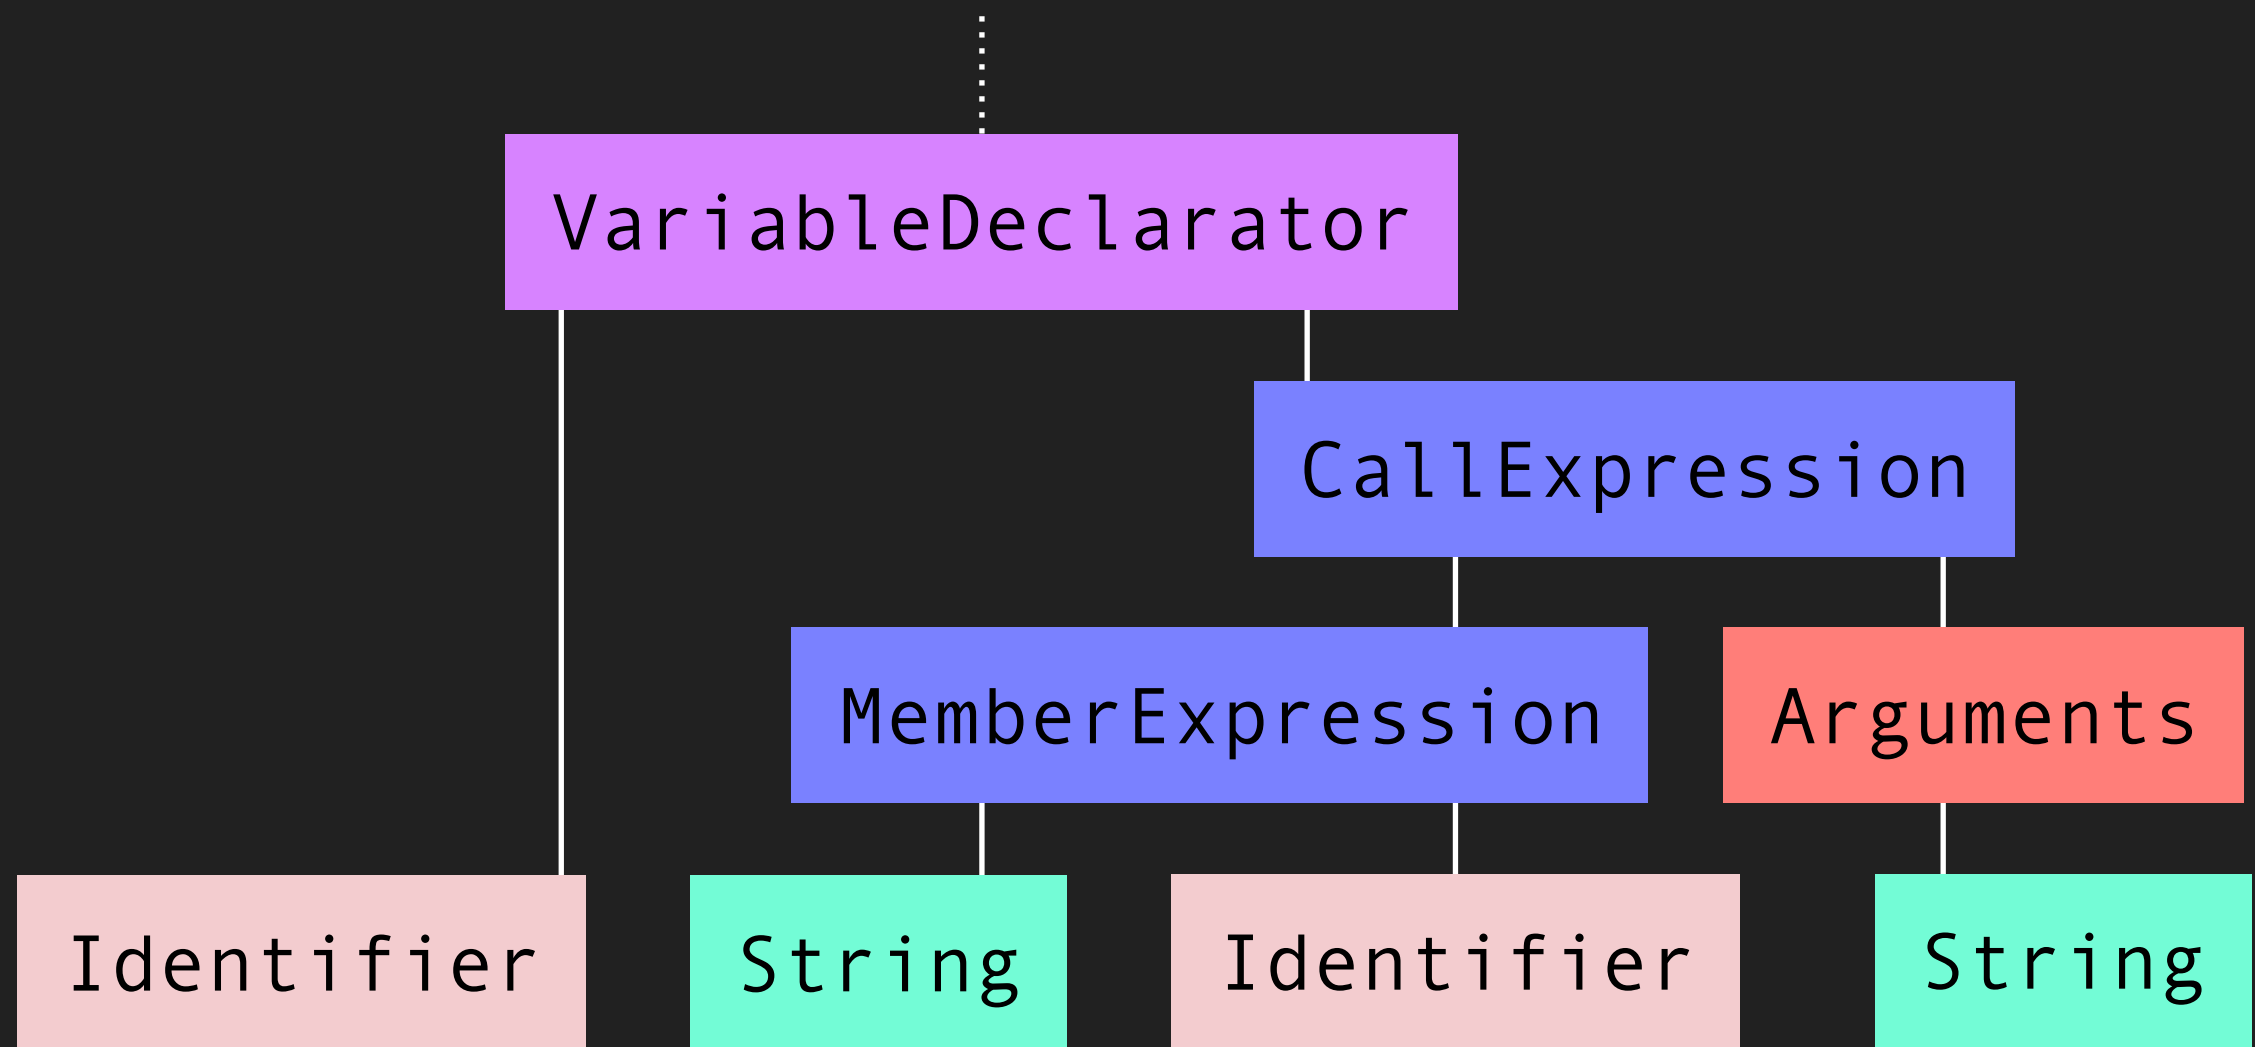 VariableDeclarator
CallExpression
MemberExpression
Arguments
Identifier
String
Identifier
String